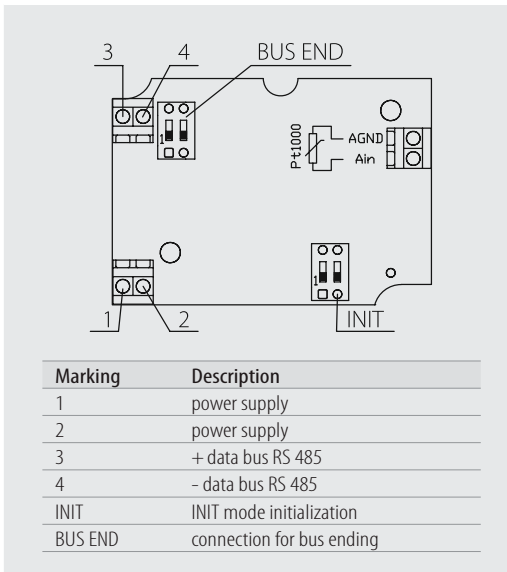 3 4 BUS END
1
Pt1000
AGND
Ain
1
1 2 INIT
Marking Description
1 power supply
2 power supply
3 + data bus RS 485
4 - data bus RS 485
INIT INIT mode initialization
BUS END connection for bus ending